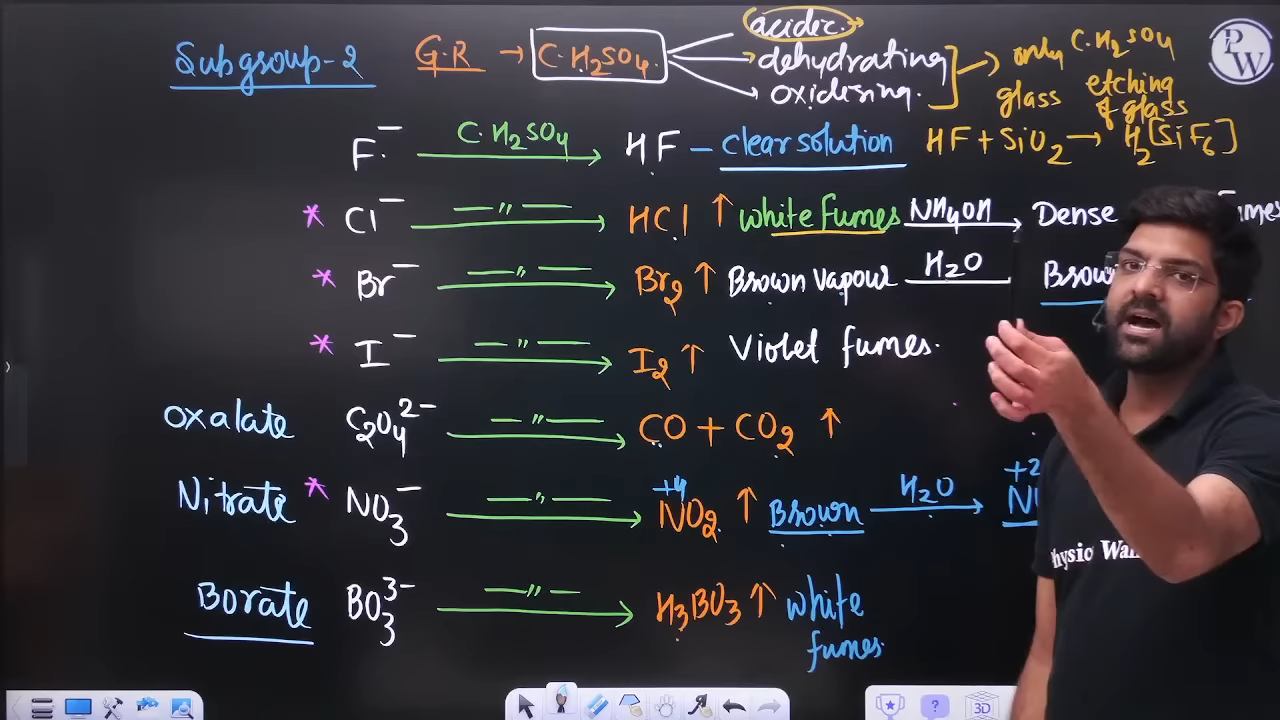 Subgroup-2 G.R → C.H₂SO₄
acidic
dehydrating
oxidising.
only C.H₂SO₄
glass etching of glass
F⁻ C.H₂SO₄ HF – clear solution HF + SiO₂ → H₂[SiF₆]
* Cl⁻ —"— HCl ↑ white fumes NH₄OH Dense
* Br⁻ —"— Br₂ ↑ Brown Vapour H₂O
* I⁻ —"— I₂ ↑ Violet fumes.
Oxalate C₂O₄²⁻ —"— CO + CO₂ ↑
Nitrate * NO₃⁻ —"— +4 NO₂ ↑ Brown H₂O +2
Borate BO₃³⁻ —"— H₃BO₃ ↑ white fumes
PW
3D
?